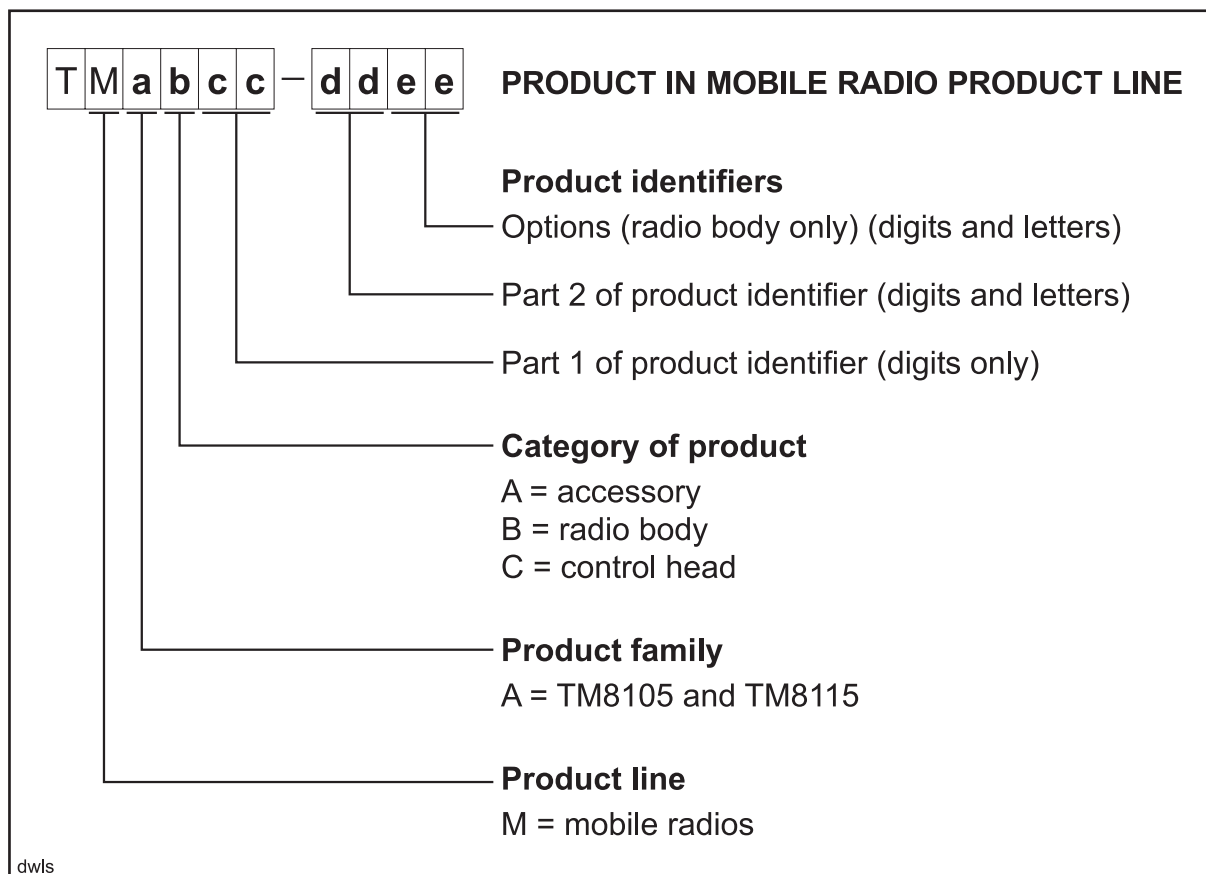 TMabcc–ddee PRODUCT IN MOBILE RADIO PRODUCT LINE
Product identifiers
Options (radio body only) (digits and letters)
Part 2 of product identifier (digits and letters)
Part 1 of product identifier (digits only)
Category of product
A = accessory
B = radio body
C = control head
Product family
A = TM8105 and TM8115
Product line
M = mobile radios
dwls